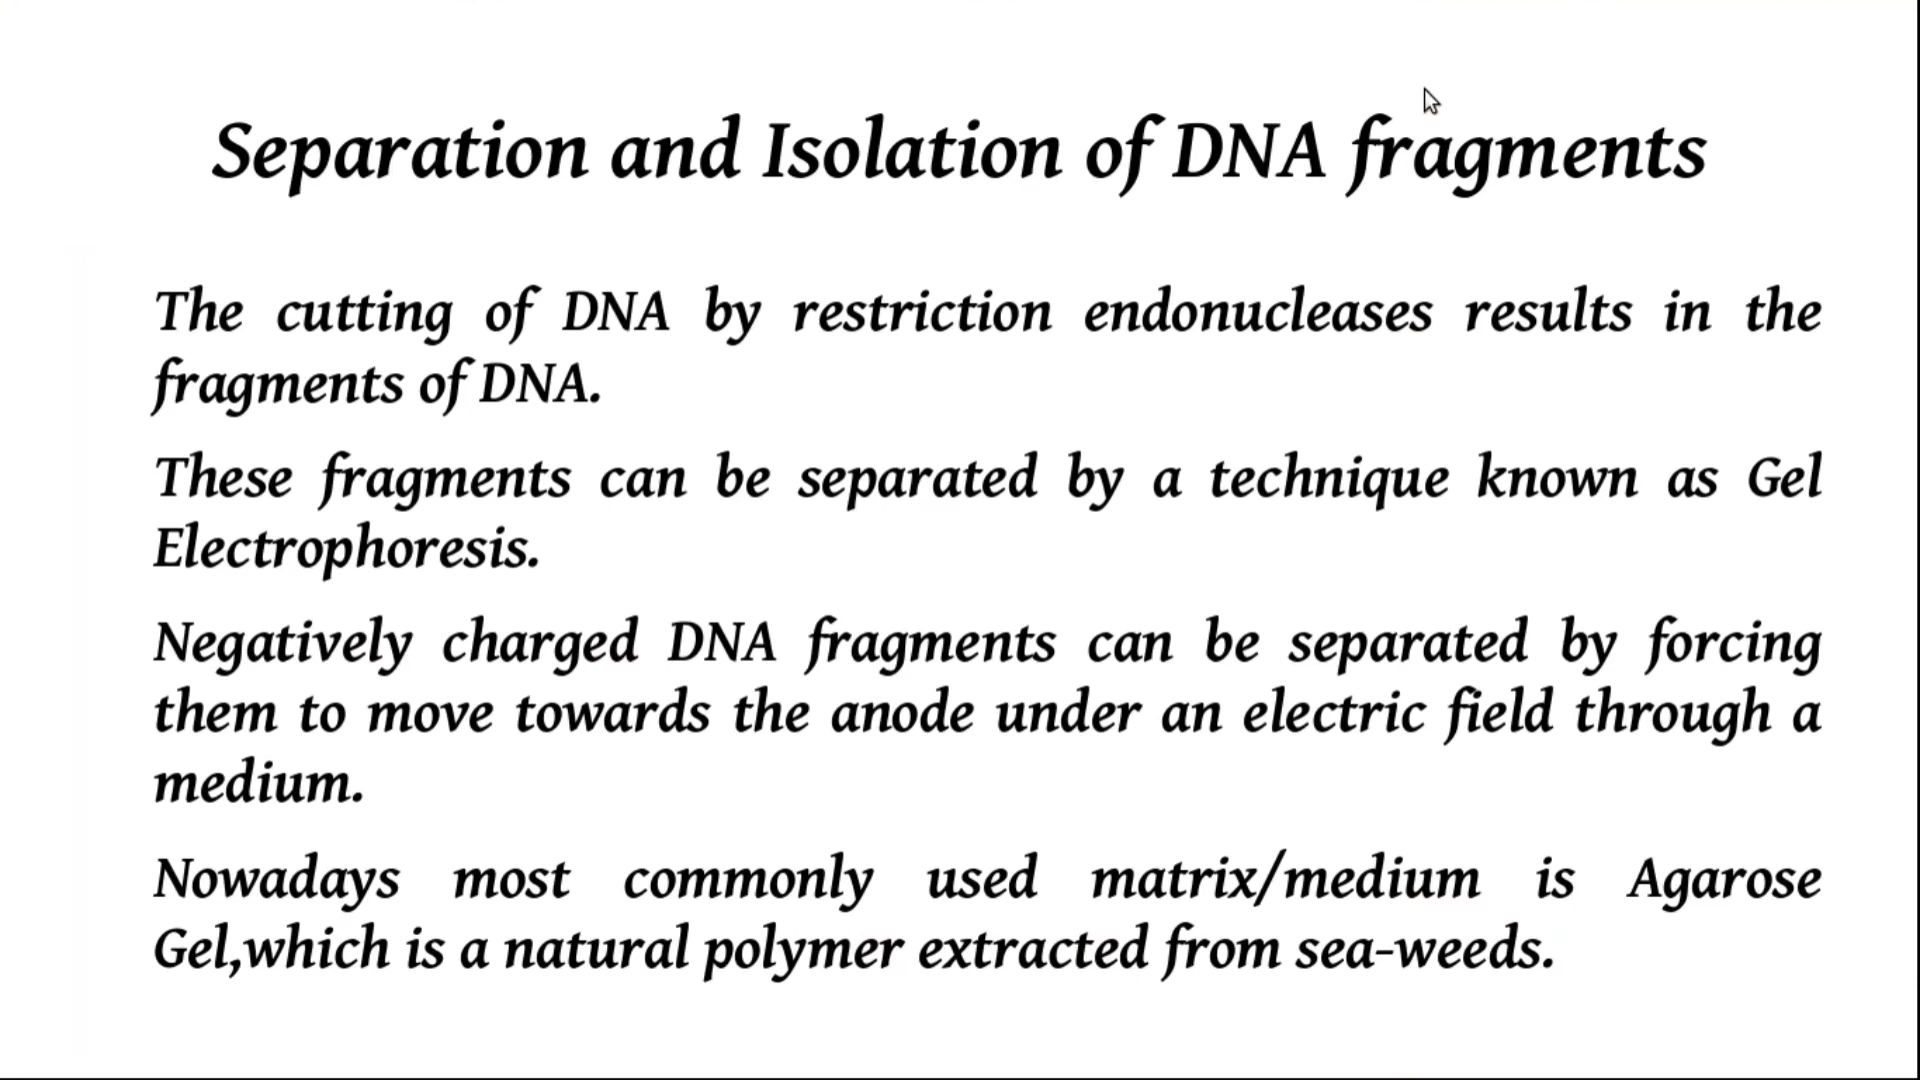 Separation and Isolation of DNA fragments
The cutting of DNA by restriction endonucleases results in the
fragments of DNA.
These fragments can be separated by a technique known as Gel
Electrophoresis.
Negatively charged DNA fragments can be separated by forcing
them to move towards the anode under an electric field through a
medium.
Nowadays most commonly used matrix/medium is Agarose
Gel,which is a natural polymer extracted from sea-weeds.